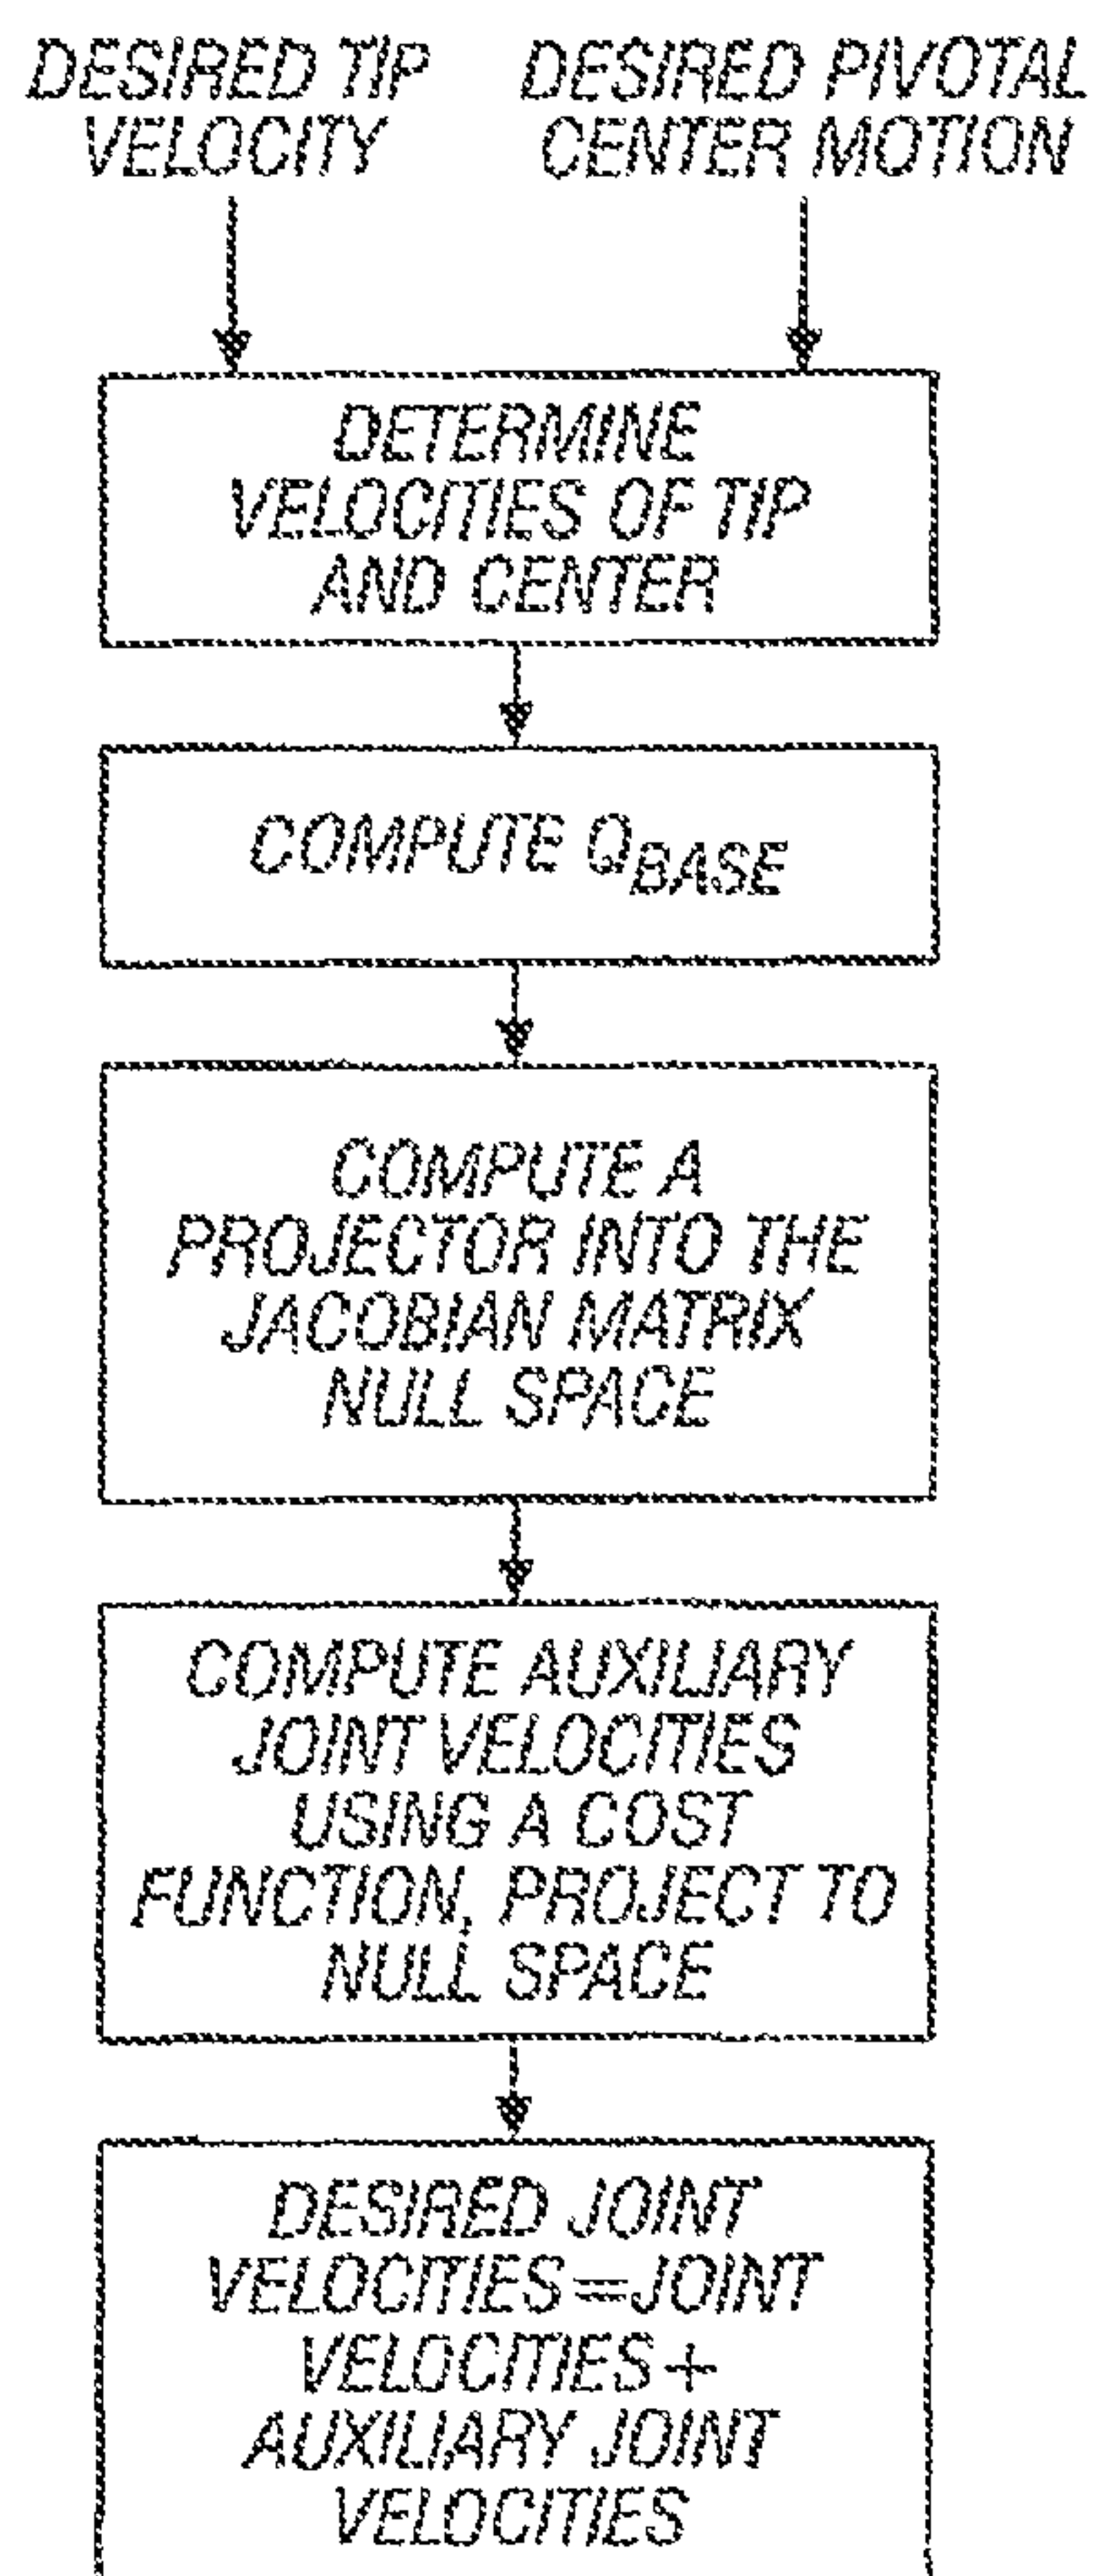 DESIRED TIP
VELOCITY
DESIRED PIVOTAL
CENTER MOTION
DETERMINE
VELOCITIES OF TIP
AND CENTER
COMPUTE QBASE
COMPUTE A
PROJECTOR INTO THE
JACOBIAN MATRIX
NULL SPACE
COMPUTE AUXILIARY
JOINT VELOCITIES
USING A COST
FUNCTION, PROJECT TO
NULL SPACE
DESIRED JOINT
VELOCITIES=JOINT
VELOCITIES+
AUXILIARY JOINT
VELOCITIES